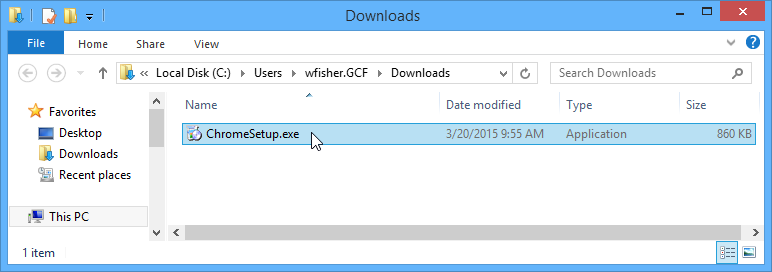 Downloads
File Home Share View
Local Disk (C:) Users wfisher.GCF Downloads Search Downloads
Favorites
Desktop
Downloads
Recent places
This PC
Name Date modified Type Size
ChromeSetup.exe 3/20/2015 9:55 AM Application 860 KB
1 item